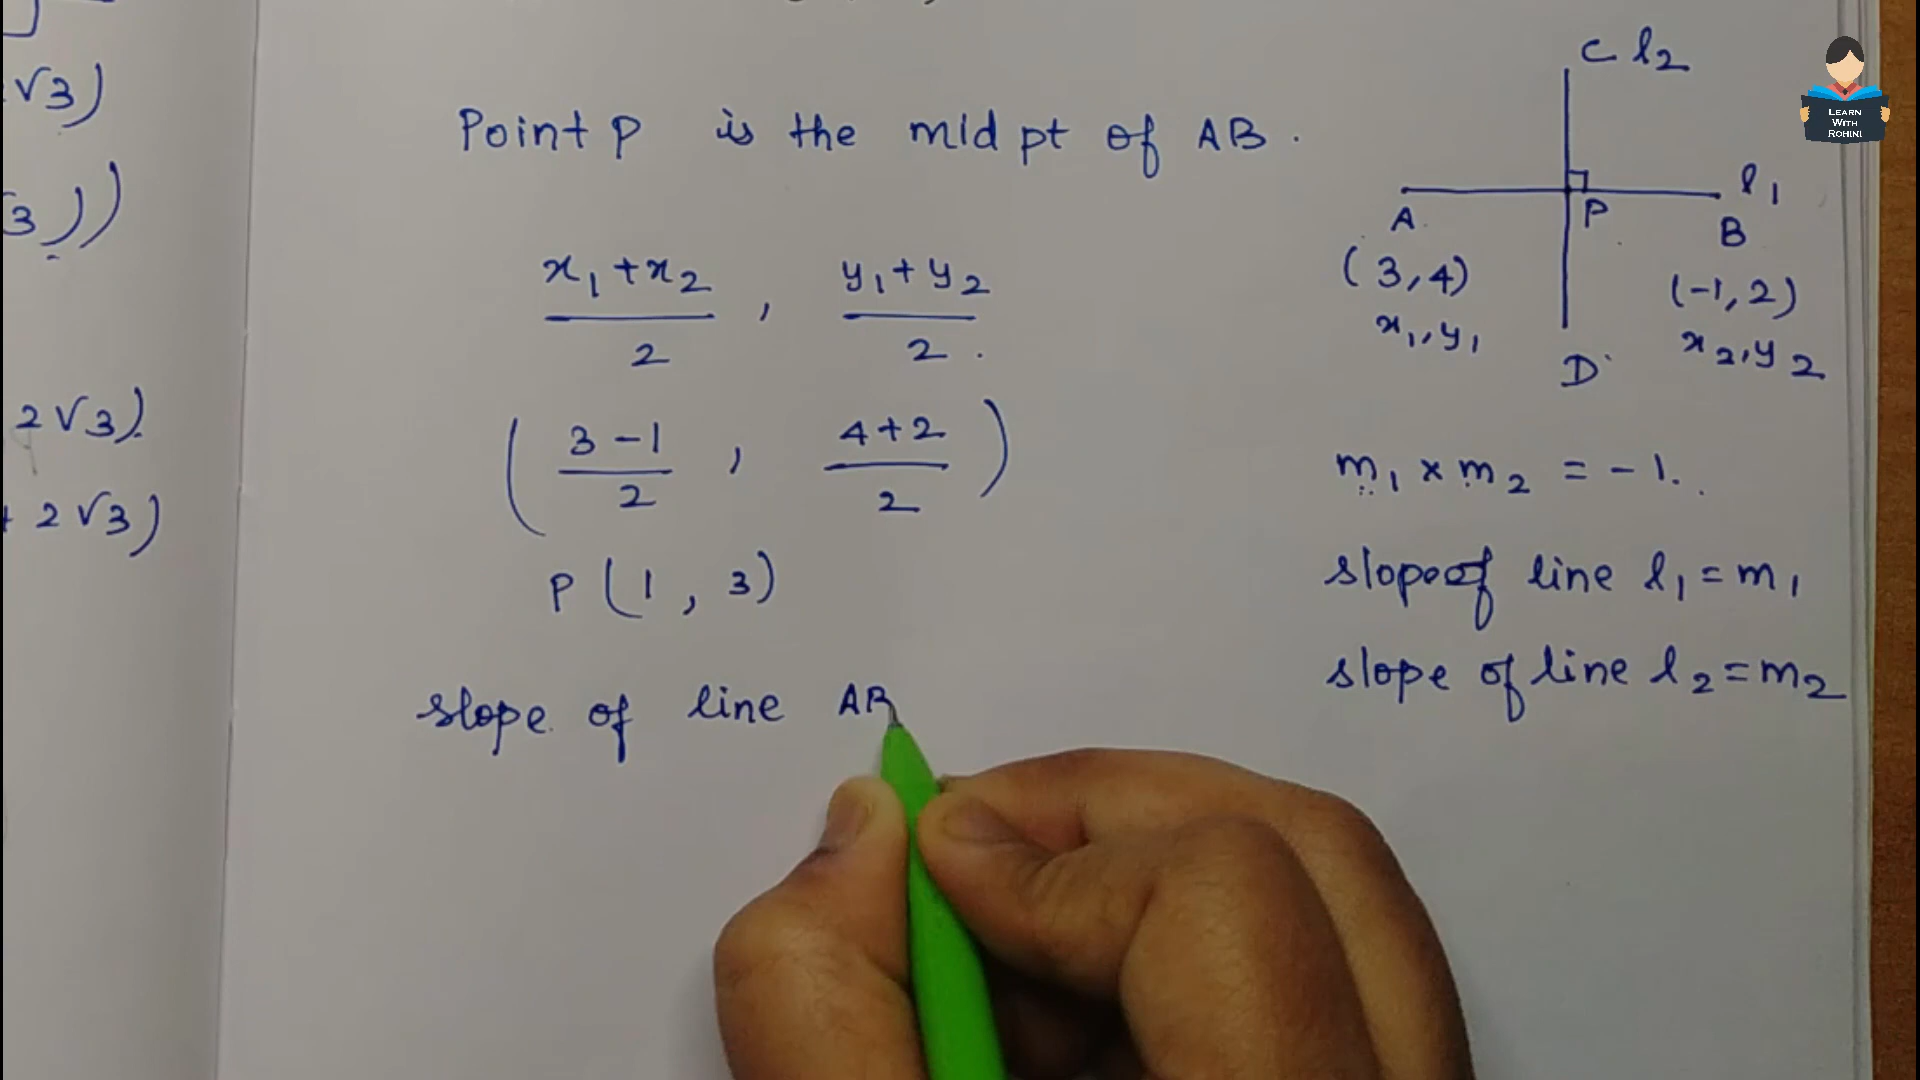 √3)
3))
2√3).
+ 2√3)
Point P is the mid pt of AB.
x1+x2 / 2 , y1+y2 / 2.
( 3-1 / 2 , 4+2 / 2 )
P(1, 3)
slope of line AB
C l2
l1
A P B
(3,4) (-1,2)
x1,y1 x2,y2
D
m1 × m2 = -1.
slope of line l1 = m1
slope of line l2 = m2
LEARN
WITH
ROHINI